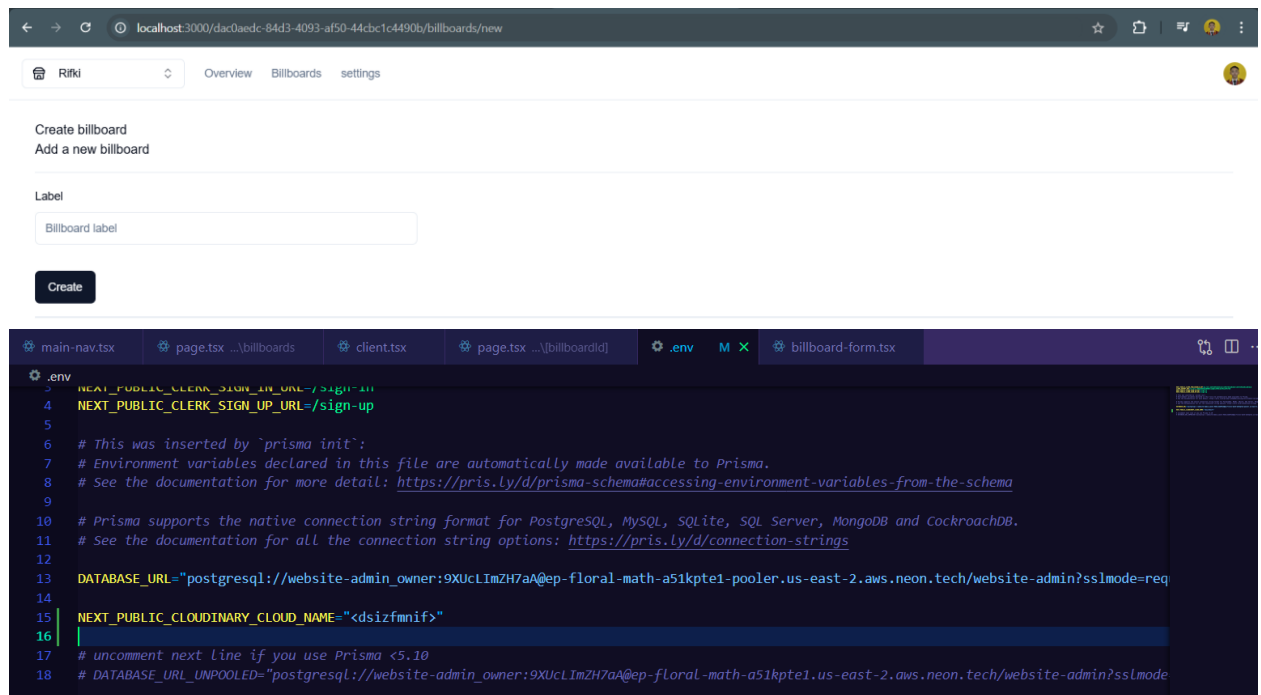 localhost:3000/dac0aedc-84d3-4093-af50-44cbc1c4490b/billboards/new
Rifki Overview Billboards settings
Create billboard
Add a new billboard
Label
Billboard label
Create
main-nav.tsx page.tsx ...\billboards client.tsx page.tsx ...\[billboardId] .env M billboard-form.tsx
.env
3 NEXT_PUBLIC_CLERK_SIGN_IN_URL=/sign-in
4 NEXT_PUBLIC_CLERK_SIGN_UP_URL=/sign-up
5
6 # This was inserted by `prisma init`:
7 # Environment variables declared in this file are automatically made available to Prisma.
8 # See the documentation for more detail: https://pris.ly/d/prisma-schema#accessing-environment-variables-from-the-schema
9
10 # Prisma supports the native connection string format for PostgreSQL, MySQL, SQLite, SQL Server, MongoDB and CockroachDB.
11 # See the documentation for all the connection string options: https://pris.ly/d/connection-strings
12
13 DATABASE_URL="postgresql://website-admin_owner:9XUcLImZH7aA@ep-floral-math-a51kpte1-pooler.us-east-2.aws.neon.tech/website-admin?sslmode=req
14
15 NEXT_PUBLIC_CLOUDINARY_CLOUD_NAME="<dsizfmnif>"
16
17 # uncomment next line if you use Prisma <5.10
18 # DATABASE_URL_UNPOOLED="postgresql://website-admin_owner:9XUcLImZH7aA@ep-floral-math-a51kpte1.us-east-2.aws.neon.tech/website-admin?sslmode